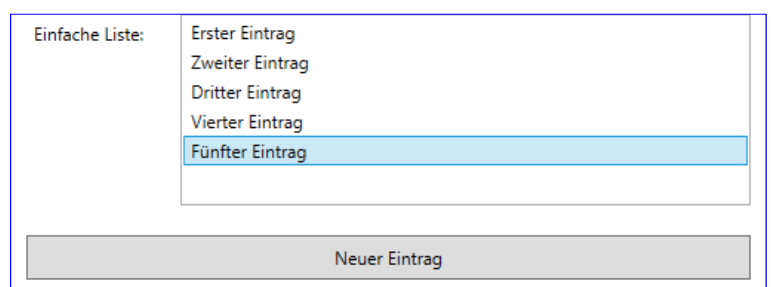 Einfache Liste:
Erster Eintrag
Zweiter Eintrag
Dritter Eintrag
Vierter Eintrag
Fünfter Eintrag
Neuer Eintrag